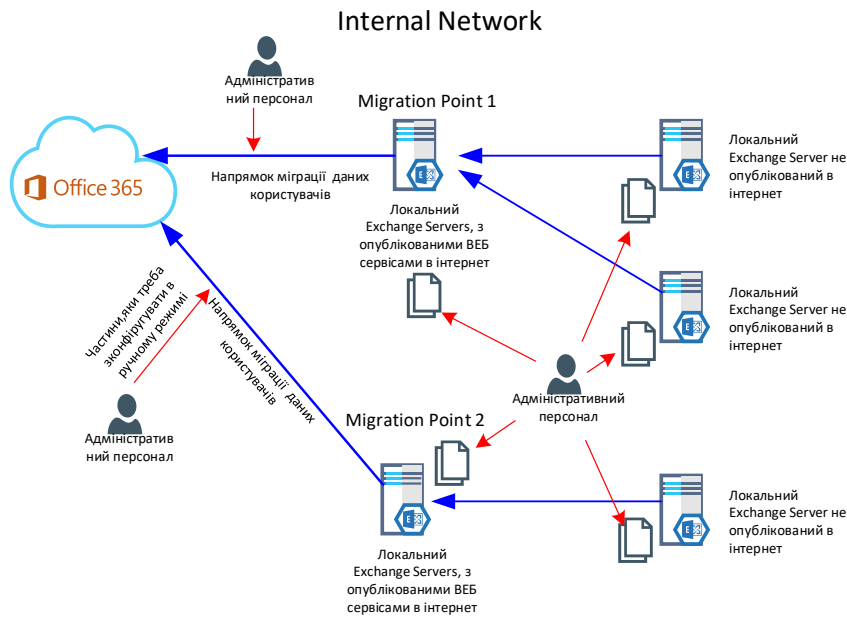 Internal Network
Адміністратив
ний персонал
Migration Point 1
Office 365
Напрямок міграції даних
користувачів
Локальний
Exchange Servers, з
опублікованими ВЕБ
сервісами в інтернет
Локальний
Exchange Server не
опублікований в
інтернет
Локальний
Exchange Server не
опублікований в
інтернет
Частини,яки треба
зконфіругувати в
ручному режимі
Напрямок міграції даних
користувачів
Адміністратив
ний персонал
Адміністративний
персонал
Migration Point 2
Локальний
Exchange Servers, з
опублікованими ВЕБ
сервісами в інтернет
Локальний
Exchange Server не
опублікований в
інтернет